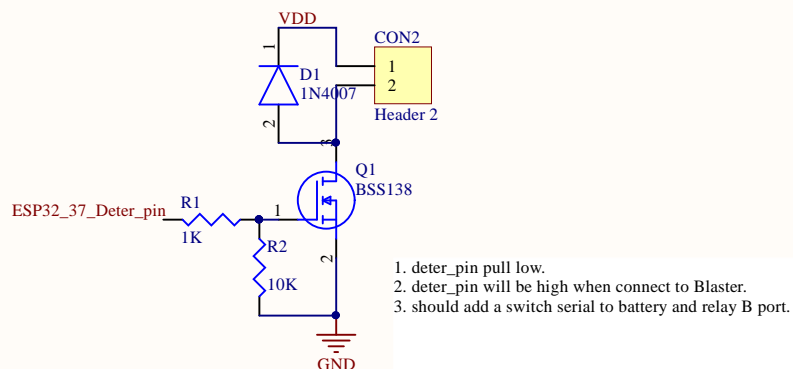 VDD
CON2
1
1
2
D1
1N4007
Header 2
2
3
Q1
BSS138
ESP32_37_Deter_pin
R1
1
1K
R2
2
10K
GND
1. deter_pin pull low.
2. deter_pin will be high when connect to Blaster.
3. should add a switch serial to battery and relay B port.